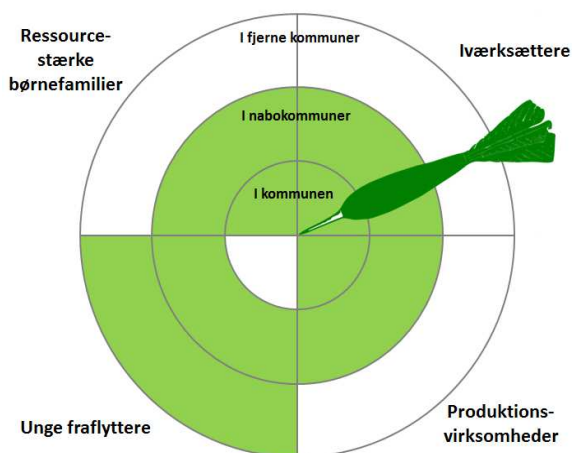 Ressource-
stærke
børnefamilier
I fjerne kommuner
Iværksættere
I nabokommuner
I kommunen
Unge fraflyttere
Produktions-
virksomheder